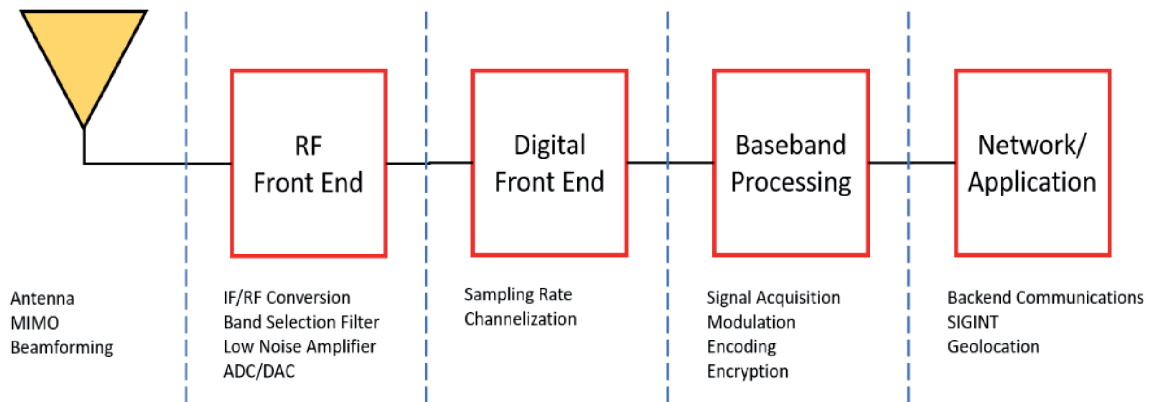 RF
Front End
Digital
Front End
Baseband
Processing
Network/
Application
Antenna
MIMO
Beamforming
IF/RF Conversion
Band Selection Filter
Low Noise Amplifier
ADC/DAC
Sampling Rate
Channelization
Signal Acquisition
Modulation
Encoding
Encryption
Backend Communications
SIGINT
Geolocation